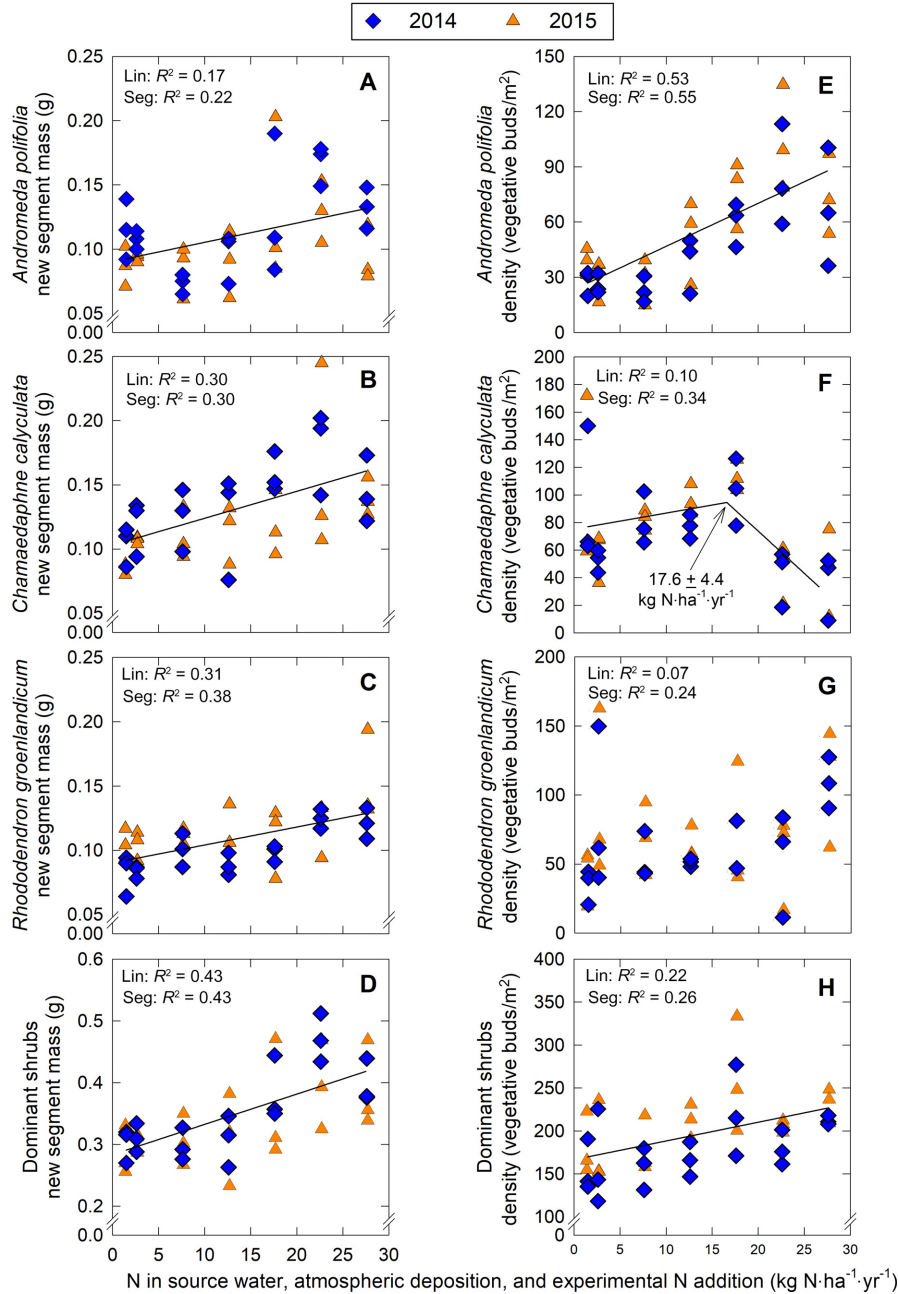 2014 2015
Andromeda polifolia
new segment mass (g)
0.25
0.20
0.15
0.10
0.05
0.00
Lin: R² = 0.17
Seg: R² = 0.22
A
Andromeda polifolia
density (vegetative buds/m²)
150
120
90
60
30
0
Lin: R² = 0.53
Seg: R² = 0.55
E
Chamaedaphne calyculata
new segment mass (g)
0.25
0.20
0.15
0.10
0.05
0.00
Lin: R² = 0.30
Seg: R² = 0.30
B
Chamaedaphne calyculata
density (vegetative buds/m²)
200
180
160
140
120
100
80
60
40
20
0
Lin: R² = 0.10
Seg: R² = 0.34
F
17.6 ± 4.4
kg N·ha⁻¹·yr⁻¹
Rhododendron groenlandicum
new segment mass (g)
0.25
0.20
0.15
0.10
0.05
0.00
Lin: R² = 0.31
Seg: R² = 0.38
C
Rhododendron groenlandicum
density (vegetative buds/m²)
200
150
100
50
0
Lin: R² = 0.07
Seg: R² = 0.24
G
Dominant shrubs
new segment mass (g)
0.6
0.5
0.4
0.3
0.2
0.0
Lin: R² = 0.43
Seg: R² = 0.43
D
0 5 10 15 20 25 30
Dominant shrubs
density (vegetative buds/m²)
400
350
300
250
200
150
100
0
Lin: R² = 0.22
Seg: R² = 0.26
H
0 5 10 15 20 25 30
N in source water, atmospheric deposition, and experimental N addition (kg N·ha⁻¹·yr⁻¹)